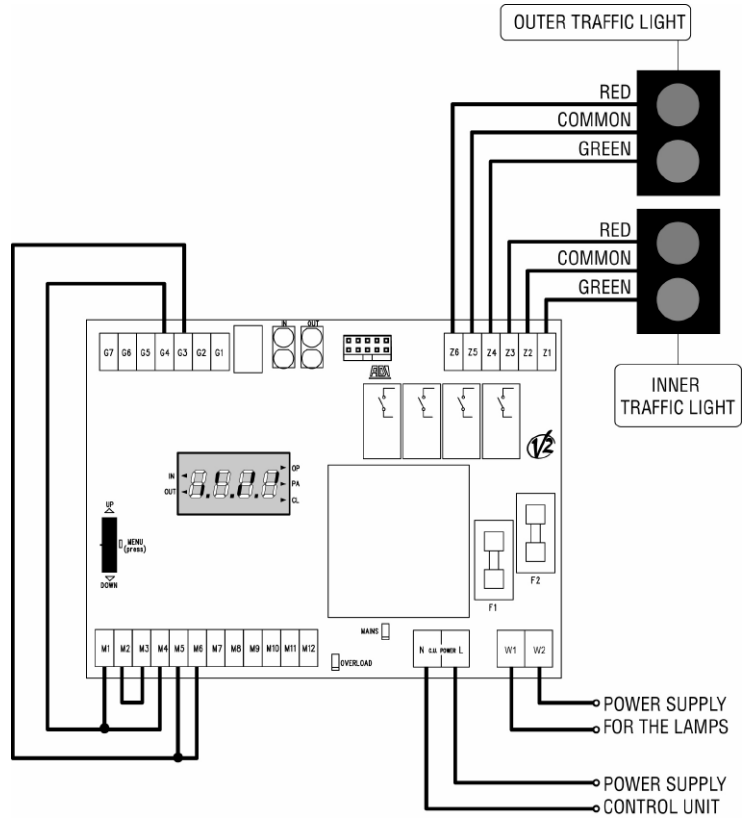 OUTER TRAFFIC LIGHT
RED
COMMON
GREEN
RED
COMMON
GREEN
INNER
TRAFFIC LIGHT
IN OUT
G7 G6 G5 G4 G3 G2 G1
Z6 Z5 Z4 Z3 Z2 Z1
V2
IN
OUT
OP
PA
CL
UP
MENU
(press)
DOWN
F1
F2
MAINS
OVERLOAD
M1 M2 M3 M4 M5 M6 M7 M8 M9 M10 M11 M12
N C.U. POWER L
W1 W2
POWER SUPPLY
FOR THE LAMPS
POWER SUPPLY
CONTROL UNIT